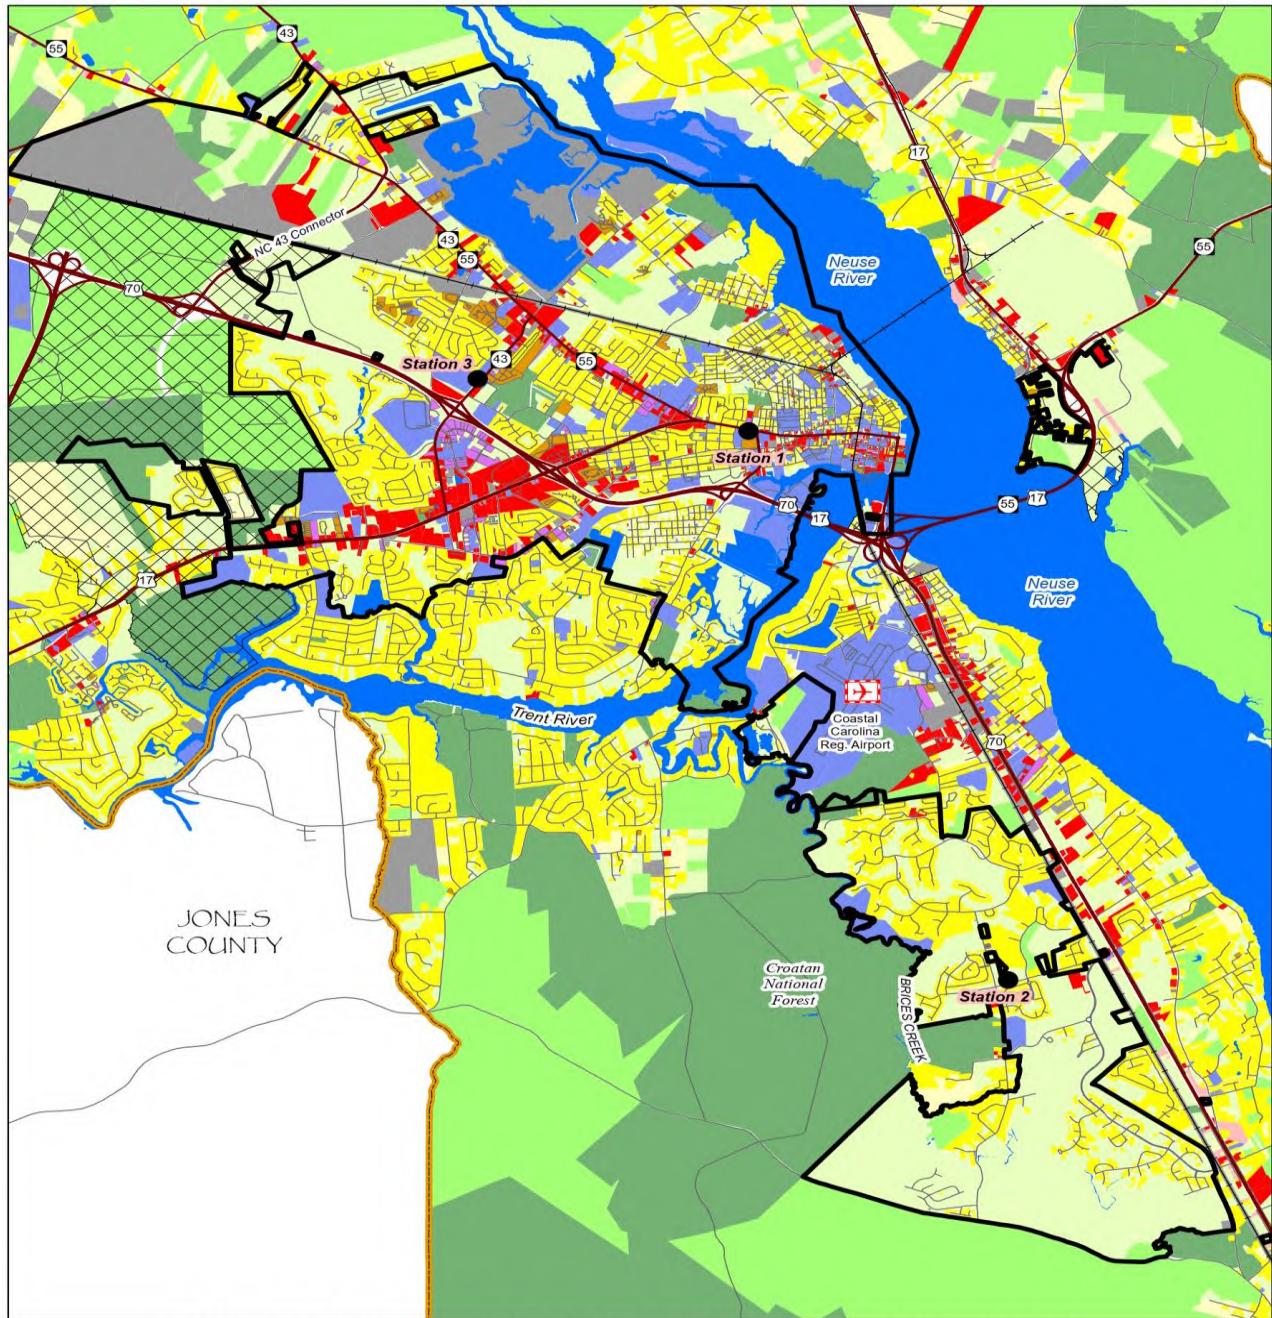 55
43
17
Neuse
River
55
NC 43 Connector
43
55
70
Station 3
43
55
Station 1
70
17
55
17
17
Neuse
River
Trent River
Coastal
Carolina
Reg. Airport
70
JONES
COUNTY
Croatan
National
Forest
BRICES CREEK
Station 2